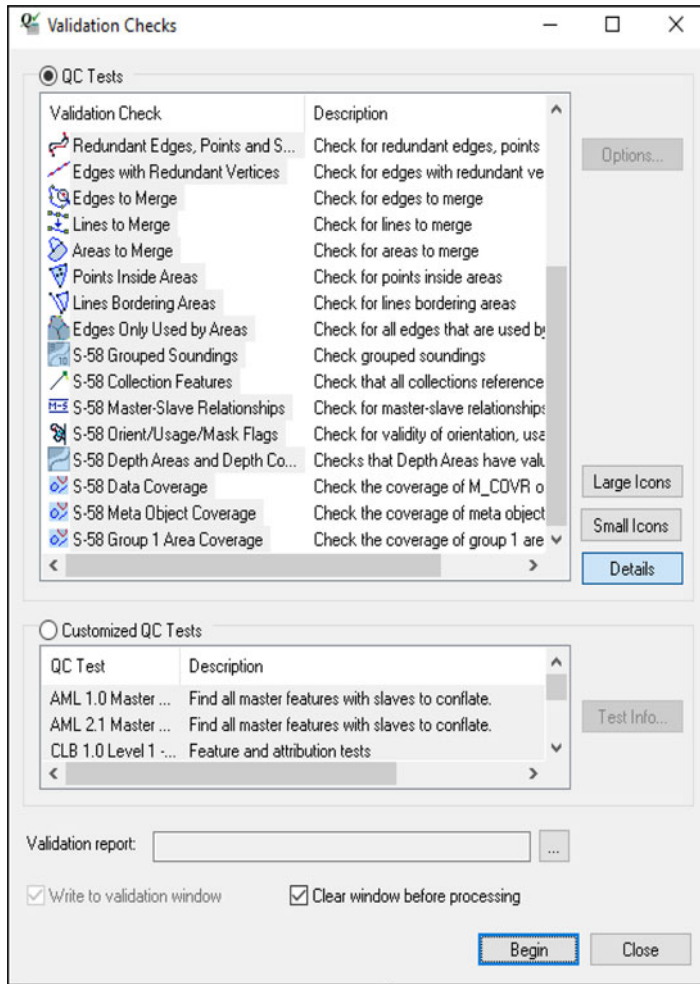 Validation Checks
QC Tests
Validation Check Description
Redundant Edges, Points and S... Check for redundant edges, points
Edges with Redundant Vertices Check for edges with redundant ve
Edges to Merge Check for edges to merge
Lines to Merge Check for lines to merge
Areas to Merge Check for areas to merge
Points Inside Areas Check for points inside areas
Lines Bordering Areas Check for lines bordering areas
Edges Only Used by Areas Check for all edges that are used by
S-58 Grouped Soundings Check grouped soundings
S-58 Collection Features Check that all collections reference
S-58 Master-Slave Relationships Check for master-slave relationships
S-58 Orient/Usage/Mask Flags Check for validity of orientation, usa
S-58 Depth Areas and Depth Co... Checks that Depth Areas have valu
S-58 Data Coverage Check the coverage of M_COVR o
S-58 Meta Object Coverage Check the coverage of meta object
S-58 Group 1 Area Coverage Check the coverage of group 1 are
Options...
Large Icons
Small Icons
Details
Customized QC Tests
QC Test Description
AML 1.0 Master ... Find all master features with slaves to conflate.
AML 2.1 Master ... Find all master features with slaves to conflate.
CLB 1.0 Level 1 -... Feature and attribution tests
Test Info...
Validation report: ...
Write to validation window Clear window before processing
Begin Close